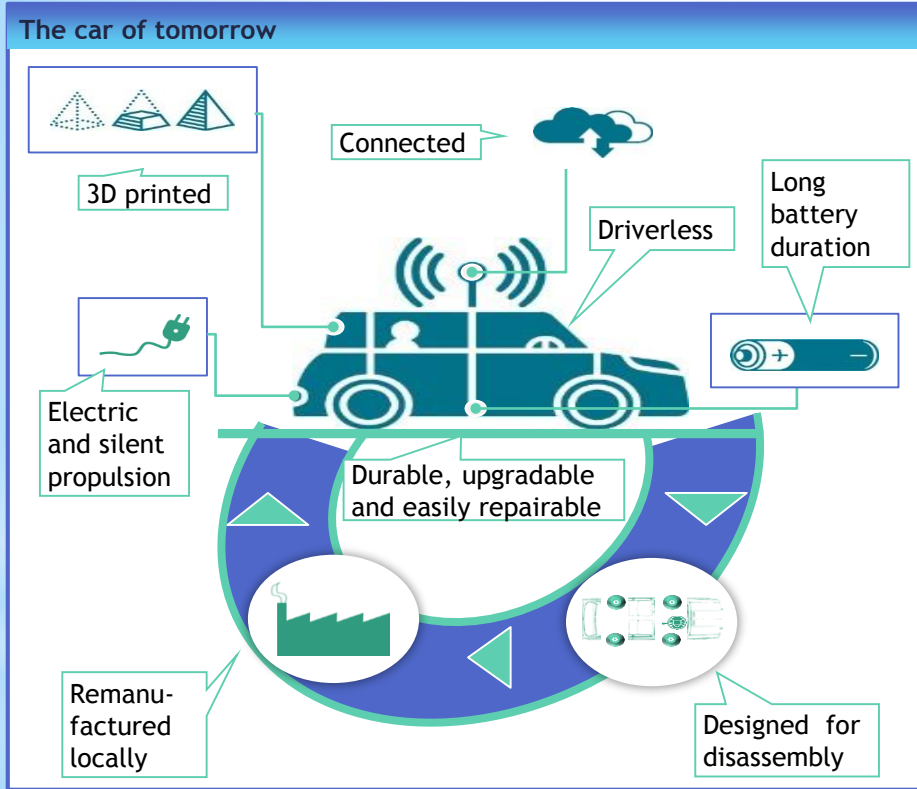 The car of tomorrow
3D printed
Connected
Driverless
Long
battery
duration
Electric
and silent
propulsion
Durable, upgradable
and easily repairable
Remanu-
factured
locally
Designed for
disassembly